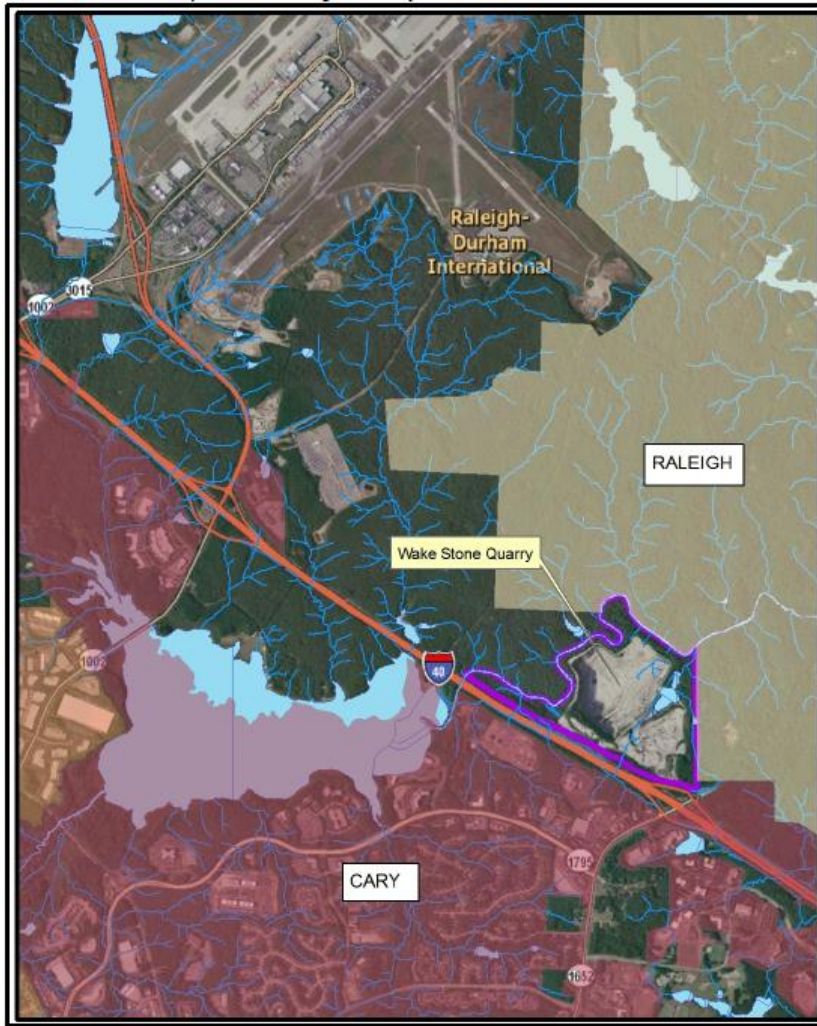 Raleigh-
Durham
International
3015
1002
RALEIGH
Wake Stone Quarry
40
1002
1795
CARY
1652